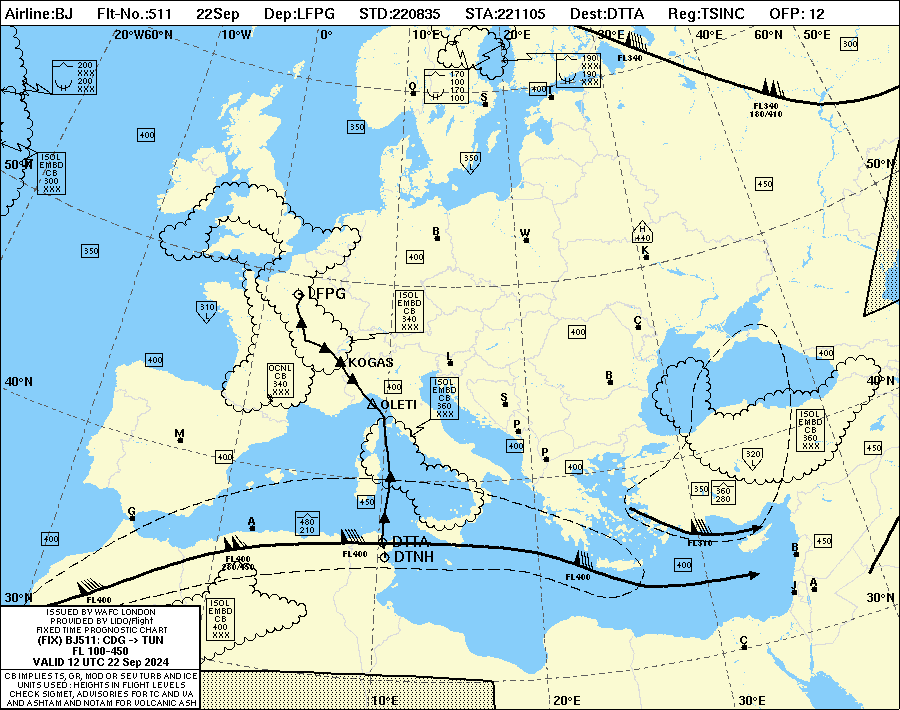 Airline:BJ Flt-No.:511 22Sep Dep:LFPG STD:220835 STA:221105 Dest:DTTA Reg:TSINC OFP: 12
20°W60°N 10°W 0° 10°E 20°E 30°E 40°E 60°N 50°E
300
FL340
200
XXX
200
XXX
170
100
170
100
190
XXX
190
XXX
O
S
400
T
FL340
180/410
400
350
50°N
ISOL
EMBD
CB
300
XXX
350
L
50°N
450
350
B
W
H
440
K
400
LFPG
310
L
ISOL
EMBD
CB
340
XXX
400
C
400
KOGAS
L
400
40°N
OCNL
CB
340
XXX
400
ISOL
EMBD
CB
360
XXX
B
40°N
OLETI
S
P
M
400
400
P
400
ISOL
EMBD
CB
360
XXX
450
320
L
350
360
280
450
G
A
480
210
400
FL310
DTTA
FL400
DTNH
FL400
280/450
B
450
FL400
400
FL400
J
A
30°N
30°N
ISOL
EMBD
CB
400
XXX
C
ISSUED BY WAFC LONDON
PROVIDED BY LIDO/Flight
FIXED TIME PROGNOSTIC CHART
(FIX) BJ511: CDG -> TUN
FL 100-450
VALID 12 UTC 22 Sep 2024
CB IMPLIES TS, GR, MOD OR SEV TURB AND ICE
UNITS USED : HEIGHTS IN FLIGHT LEVELS
CHECK SIGMET, ADVISORIES FOR TC AND VA
AND ASHTAM AND NOTAM FOR VOLCANIC ASH
10°E 20°E 30°E